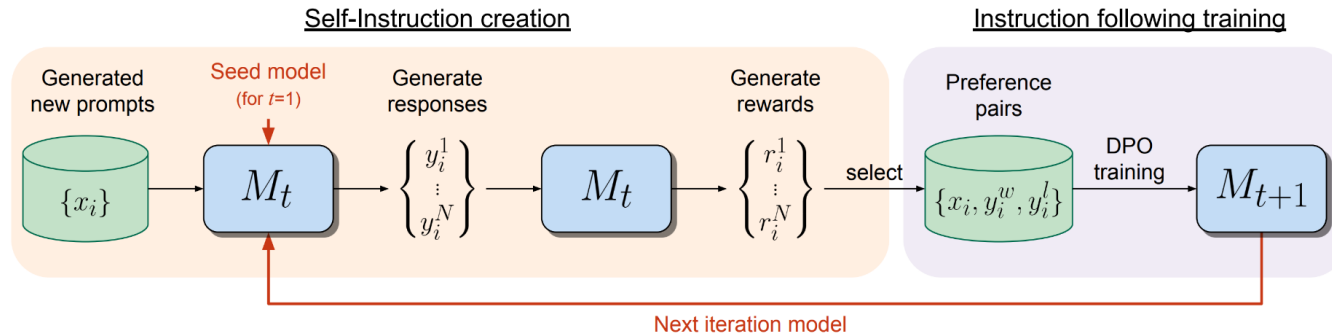 Self-Instruction creation
Instruction following training
Generated
new prompts
Seed model
(for t=1)
Generate
responses
Generate
rewards
Preference
pairs
{x_i}
M_t
y_i^1
⋮
y_i^N
M_t
r_i^1
⋮
r_i^N
select
{x_i, y_i^w, y_i^l}
DPO
training
M_{t+1}
Next iteration model